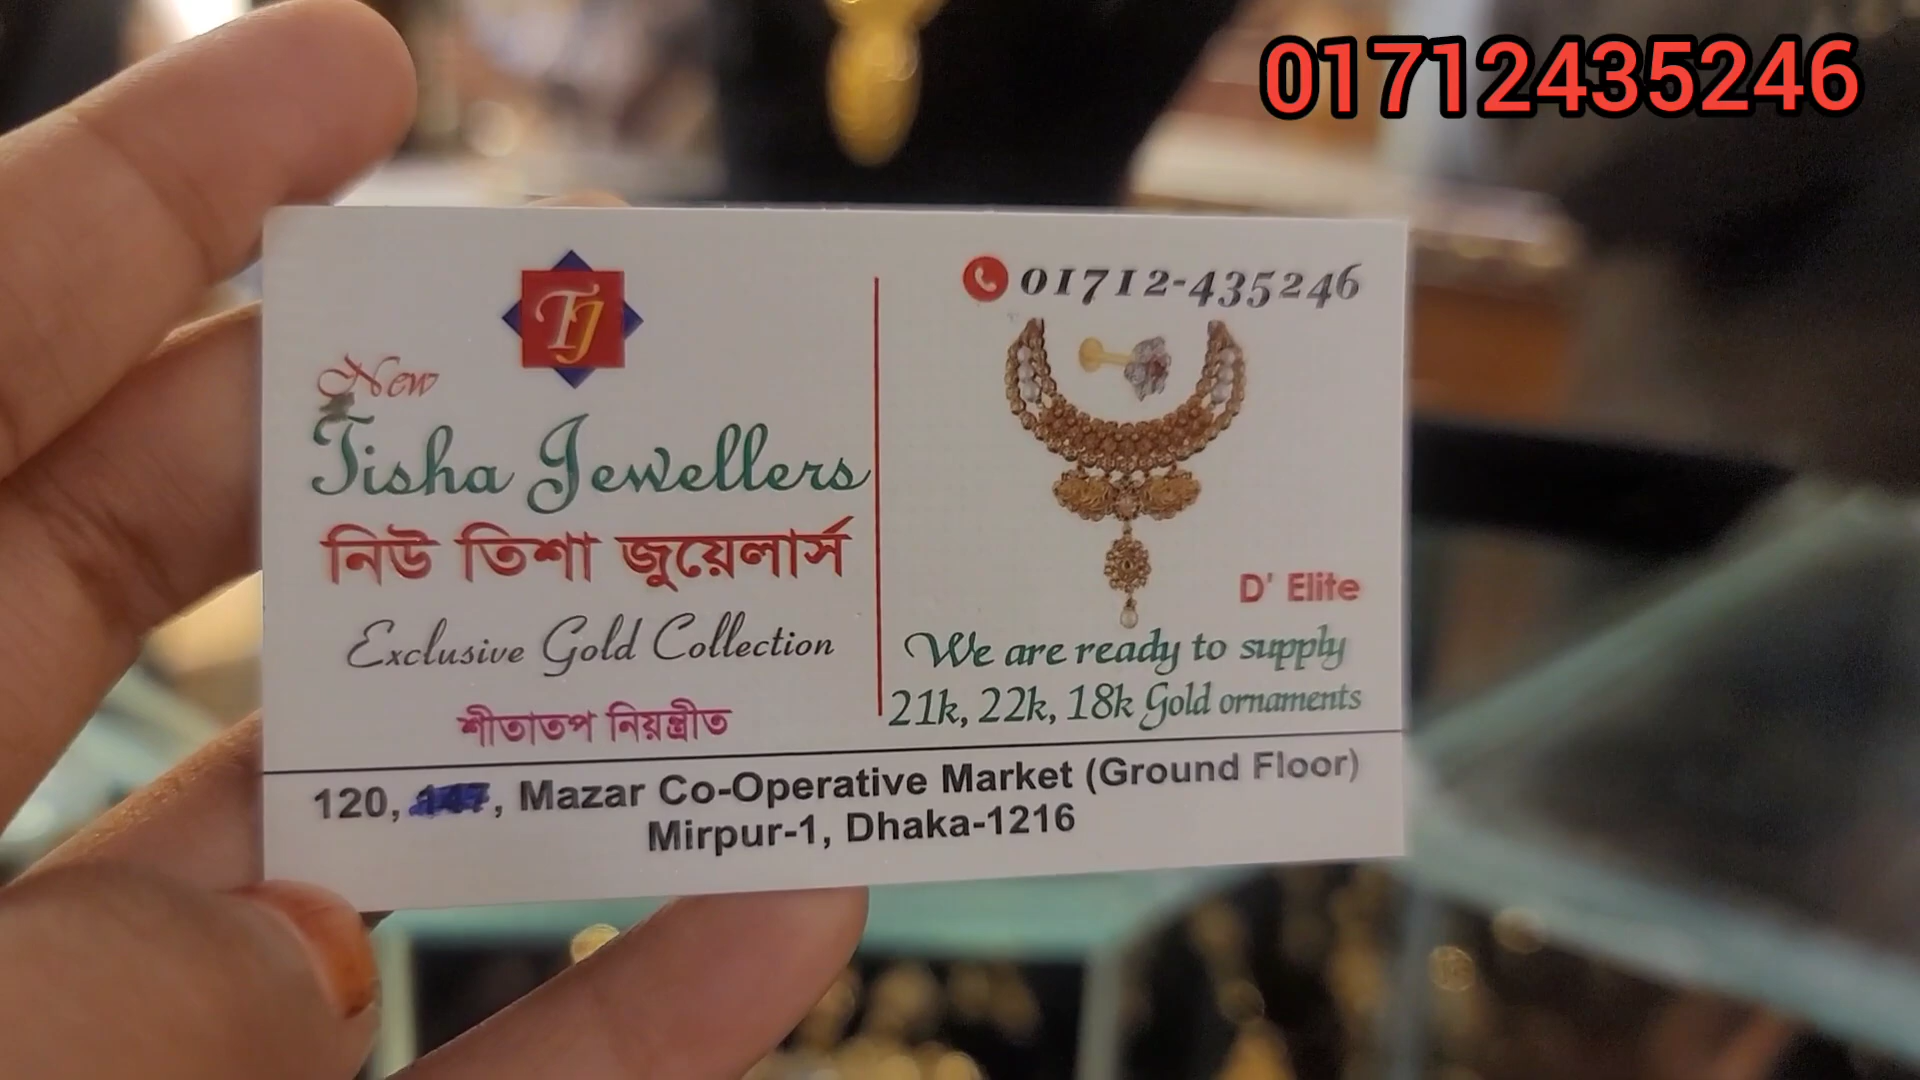 01712435246
TJ
New
Tisha Jewellers
নিউ তিশা জুয়েলার্স
Exclusive Gold Collection
শীতাতপ নিয়ন্ত্রীত
01712-435246
D' Elite
We are ready to supply
21k, 22k, 18k Gold ornaments
120, , Mazar Co-Operative Market (Ground Floor)
Mirpur-1, Dhaka-1216